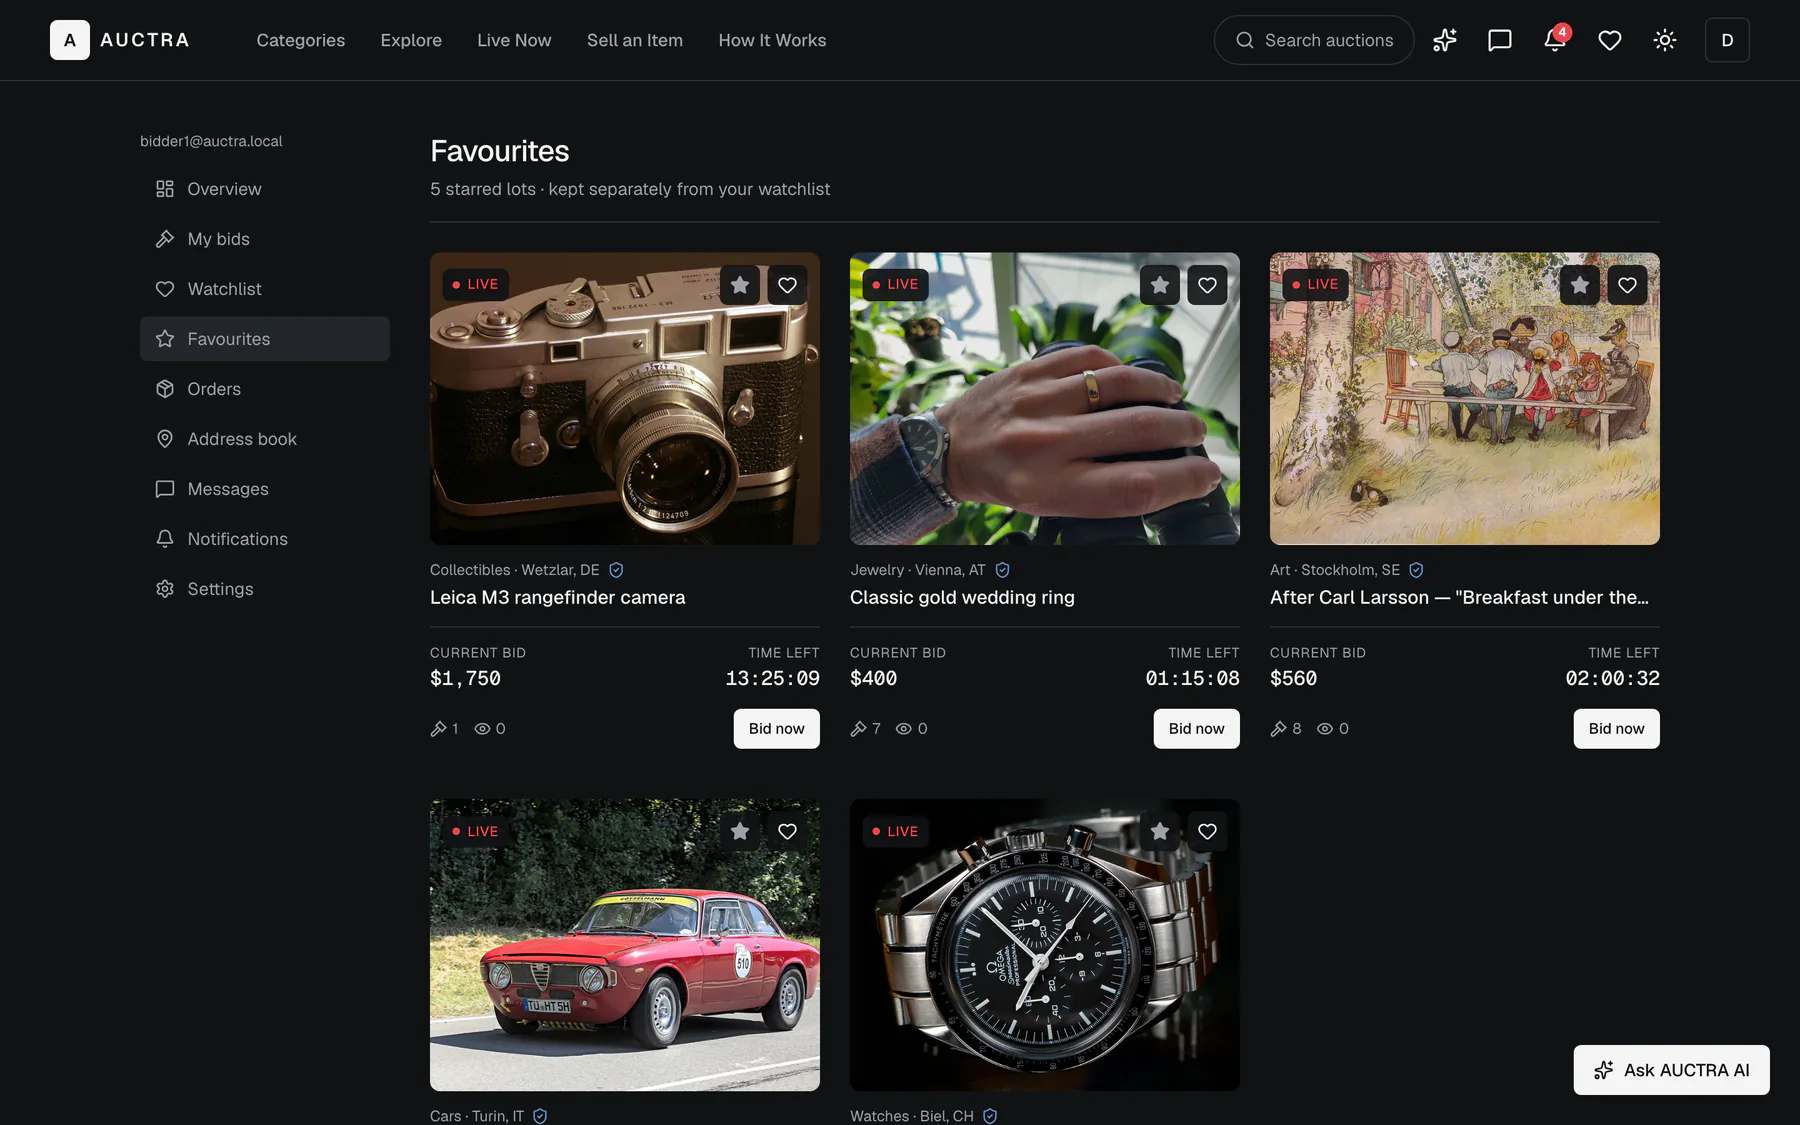 A AUCTRA Categories Explore Live Now Sell an Item How It Works Search auctions 4 D
bidder1@auctra.local
Overview
My bids
Watchlist
Favourites
Orders
Address book
Messages
Notifications
Settings
Favourites
5 starred lots · kept separately from your watchlist
LIVE
Collectibles · Wetzlar, DE
Leica M3 rangefinder camera
CURRENT BID TIME LEFT
$1,750 13:25:09
1 0 Bid now
LIVE
Jewelry · Vienna, AT
Classic gold wedding ring
CURRENT BID TIME LEFT
$400 01:15:08
7 0 Bid now
LIVE
Art · Stockholm, SE
After Carl Larsson — "Breakfast under the…
CURRENT BID TIME LEFT
$560 02:00:32
8 0 Bid now
LIVE
510
Cars · Turin, IT
LIVE
TACHYMÈTRE
OMEGA
Speedmaster
PROFESSIONAL
Watches · Biel, CH
Ask AUCTRA AI